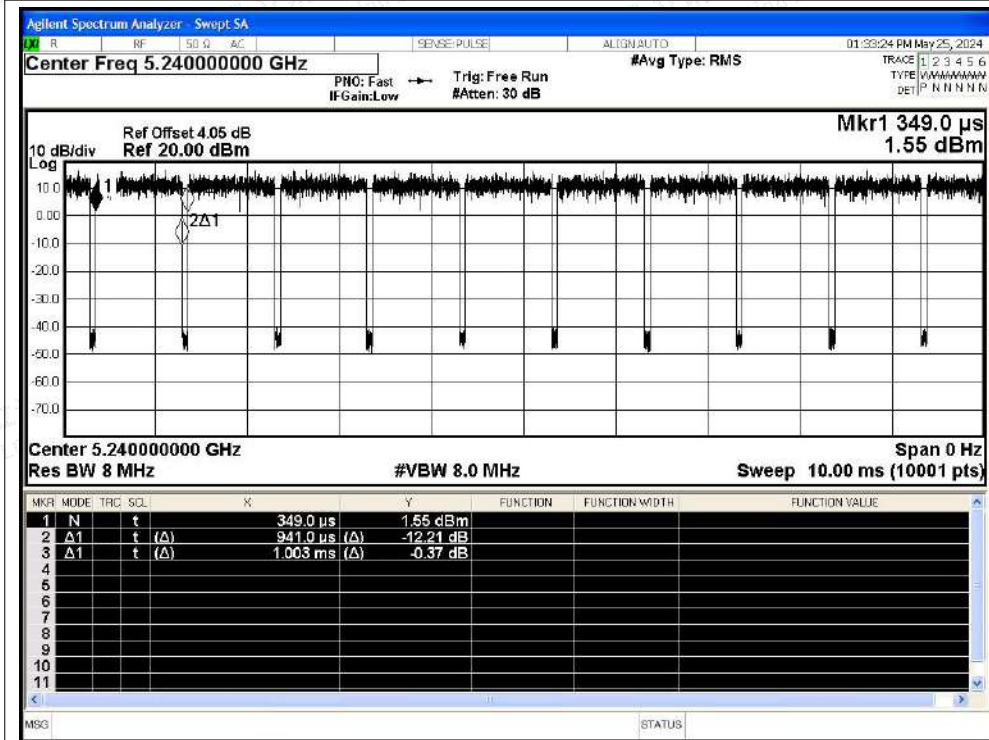 Agilent Spectrum Analyzer - Swept SA
LXI R RF 50 Ω AC SENSE:PULSE ALIGN AUTO 01:33:24 PM May 25, 2024
Center Freq 5.240000000 GHz #Avg Type: RMS TRACE 1 2 3 4 5 6
PNO: Fast Trig: Free Run TYPE
IFGain:Low #Atten: 30 dB DET P N N N N N
Mkr1 349.0 µs
Ref Offset 4.05 dB
10 dB/div Ref 20.00 dBm 1.55 dBm
Log
10.0
1
0.00
2Δ1
-10.0
-20.0
-30.0
-40.0
-50.0
-60.0
-70.0
Center 5.240000000 GHz Span 0 Hz
Res BW 8 MHz #VBW 8.0 MHz Sweep 10.00 ms (10001 pts)
MKR MODE TRC SCL X Y FUNCTION FUNCTION WIDTH FUNCTION VALUE
1 N t 349.0 µs 1.55 dBm
2 Δ1 t (Δ) 941.0 µs (Δ) -12.21 dB
3 Δ1 t (Δ) 1.003 ms (Δ) -0.37 dB
4
5
6
7
8
9
10
11
MSG STATUS